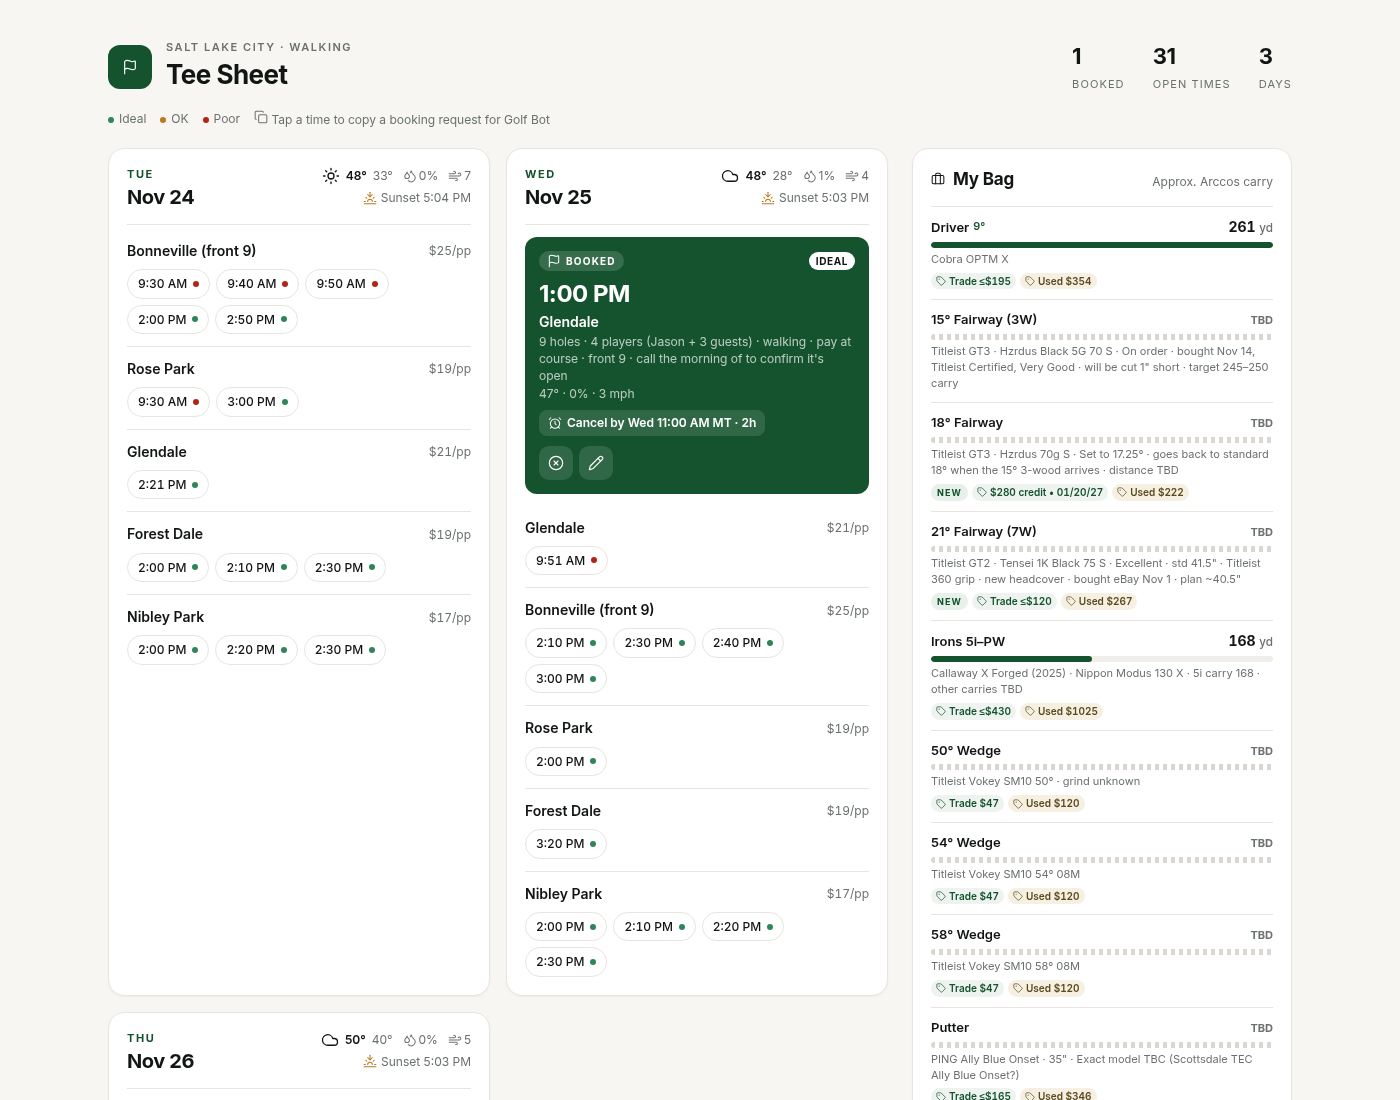 SALT LAKE CITY · WALKING
Tee Sheet
1 31 3
BOOKED OPEN TIMES DAYS
Ideal OK Poor Tap a time to copy a booking request for Golf Bot
TUE
48° 33° 0% 7
Nov 24
Sunset 5:04 PM
Bonneville (front 9) $25/pp
9:30 AM 9:40 AM 9:50 AM
2:00 PM 2:50 PM
Rose Park $19/pp
9:30 AM 3:00 PM
Glendale $21/pp
2:21 PM
Forest Dale $19/pp
2:00 PM 2:10 PM 2:30 PM
Nibley Park $17/pp
2:00 PM 2:20 PM 2:30 PM
WED
48° 28° 1% 4
Nov 25
Sunset 5:03 PM
BOOKED IDEAL
1:00 PM
Glendale
9 holes · 4 players (Jason + 3 guests) · walking · pay at
course · front 9 · call the morning of to confirm it's
open
47° · 0% · 3 mph
Cancel by Wed 11:00 AM MT · 2h
Glendale $21/pp
9:51 AM
Bonneville (front 9) $25/pp
2:10 PM 2:30 PM 2:40 PM
3:00 PM
Rose Park $19/pp
2:00 PM
Forest Dale $19/pp
3:20 PM
Nibley Park $17/pp
2:00 PM 2:10 PM 2:20 PM
2:30 PM
THU
50° 40° 0% 5
Nov 26
Sunset 5:03 PM
My Bag Approx. Arccos carry
Driver 9° 261 yd
Cobra OPTM X
Trade ≤$195 Used $354
15° Fairway (3W) TBD
Titleist GT3 · Hzrdus Black 5G 70 S · On order · bought Nov 14,
Titleist Certified, Very Good · will be cut 1" short · target 245–250
carry
18° Fairway TBD
Titleist GT3 · Hzrdus 70g S · Set to 17.25° · goes back to standard
18° when the 15° 3-wood arrives · distance TBD
NEW $280 credit • 01/20/27 Used $222
21° Fairway (7W) TBD
Titleist GT2 · Tensei 1K Black 75 S · Excellent · std 41.5" · Titleist
360 grip · new headcover · bought eBay Nov 1 · plan ~40.5"
NEW Trade ≤$120 Used $267
Irons 5i–PW 168 yd
Callaway X Forged (2025) · Nippon Modus 130 X · 5i carry 168 ·
other carries TBD
Trade ≤$430 Used $1025
50° Wedge TBD
Titleist Vokey SM10 50° · grind unknown
Trade $47 Used $120
54° Wedge TBD
Titleist Vokey SM10 54° 08M
Trade $47 Used $120
58° Wedge TBD
Titleist Vokey SM10 58° 08M
Trade $47 Used $120
Putter TBD
PING Ally Blue Onset · 35" · Exact model TBC (Scottsdale TEC
Ally Blue Onset?)
Trade ≤$165 Used $346